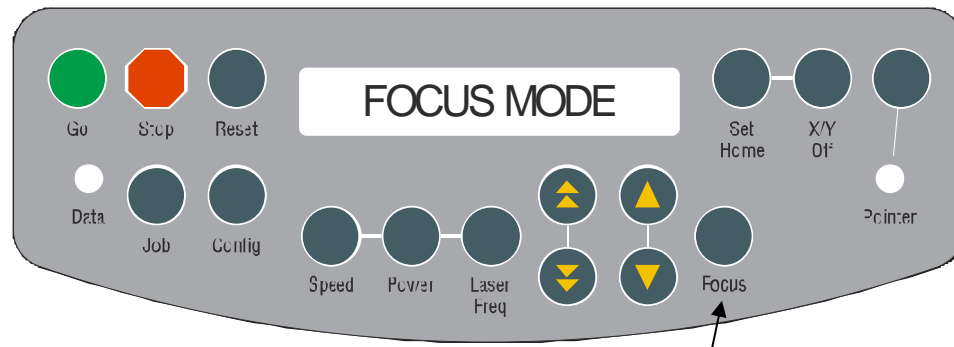 FOCUS MODE
Go
Stop
Reset
Set
Home
X/Y
Off
Data
Pointer
Job
Config
Speed
Power
Laser
Freq
Focus